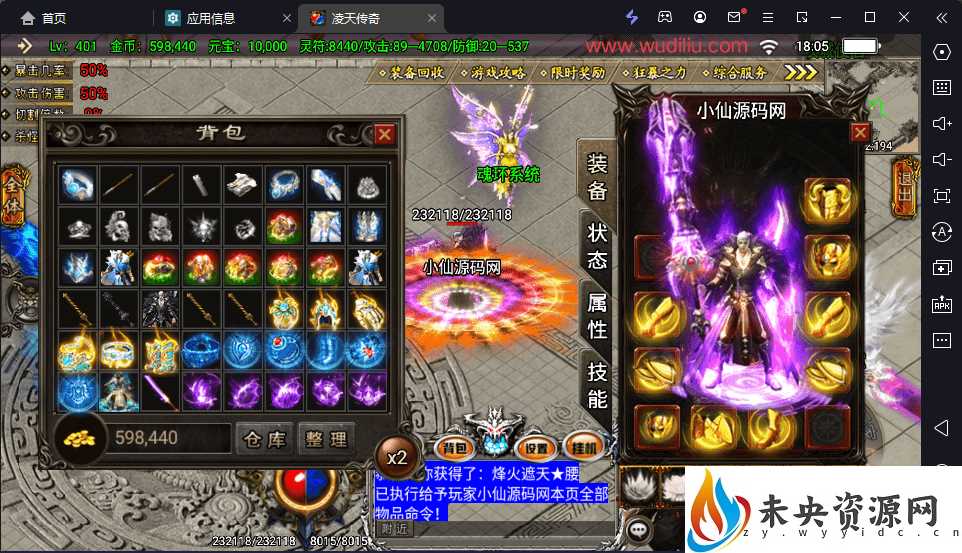 首页
应用信息
凌天传奇
Lv: 401 金币: 598,440 元宝: 10,000 灵符:8440/攻击:89—4708/防御:20-537
www.wudiliu.com
18:05
暴击几率 50%
攻击伤害 50%
装备回收
游戏攻略
限时奖励
狂暴之力
综合服务
全体
背包
魂环系统
232118/232118
小仙源码网
598,440
仓库
整理
x2
装备
状态
属性
技能
小仙源码网
退出
背包
设置
挂机
你获得了: 烽火遮天★腰
已执行给予玩家小仙源码网本页全部
物品命令!
附近
232118/232118 8015/8015
APK
未央资源网
zy.wyyidc.cn